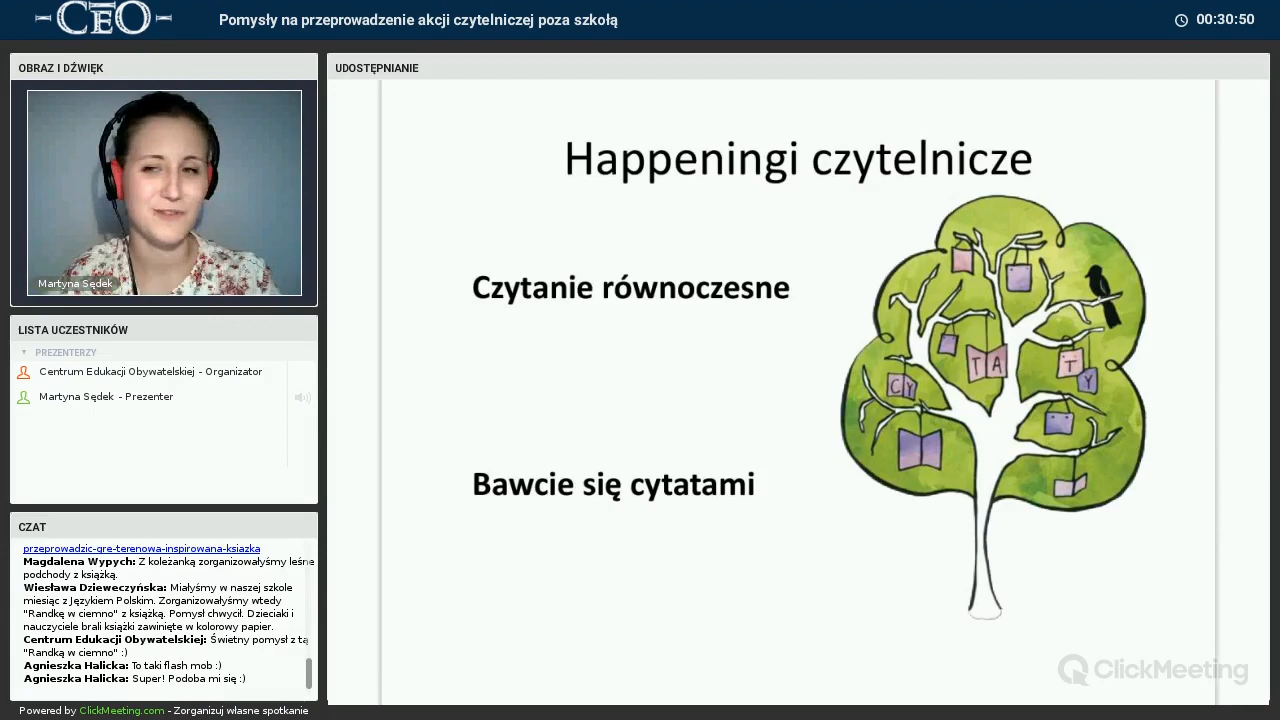 CEO
Pomysły na przeprowadzenie akcji czytelniczej poza szkołą
00:30:50
OBRAZ I DŹWIĘK
Martyna Sędek
LISTA UCZESTNIKÓW
PREZENTERZY
Centrum Edukacji Obywatelskiej - Organizator
Martyna Sędek - Prezenter
CZAT
przeprowadzic-gre-terenowa-inspirowana-ksiazka
Magdalena Wypych: Z koleżanką zorganizowałyśmy leśne
podchody z książką.
Wiesława Dzieweczyńska: Miałyśmy w naszej szkole
miesiąc z Językiem Polskim. Zorganizowałyśmy wtedy
"Randkę w ciemno" z książką. Pomysł chwycił. Dzieciaki i
nauczyciele brali książki zawinięte w kolorowy papier.
Centrum Edukacji Obywatelskiej: Świetny pomysł z tą
"Randką w ciemno" :)
Agnieszka Halicka: To taki flash mob :)
Agnieszka Halicka: Super! Podoba mi się :)
Powered by ClickMeeting.com - Zorganizuj własne spotkanie
UDOSTĘPNIANIE
Happeningi czytelnicze
Czytanie równoczesne
Bawcie się cytatami
CY TA T Y
ClickMeeting